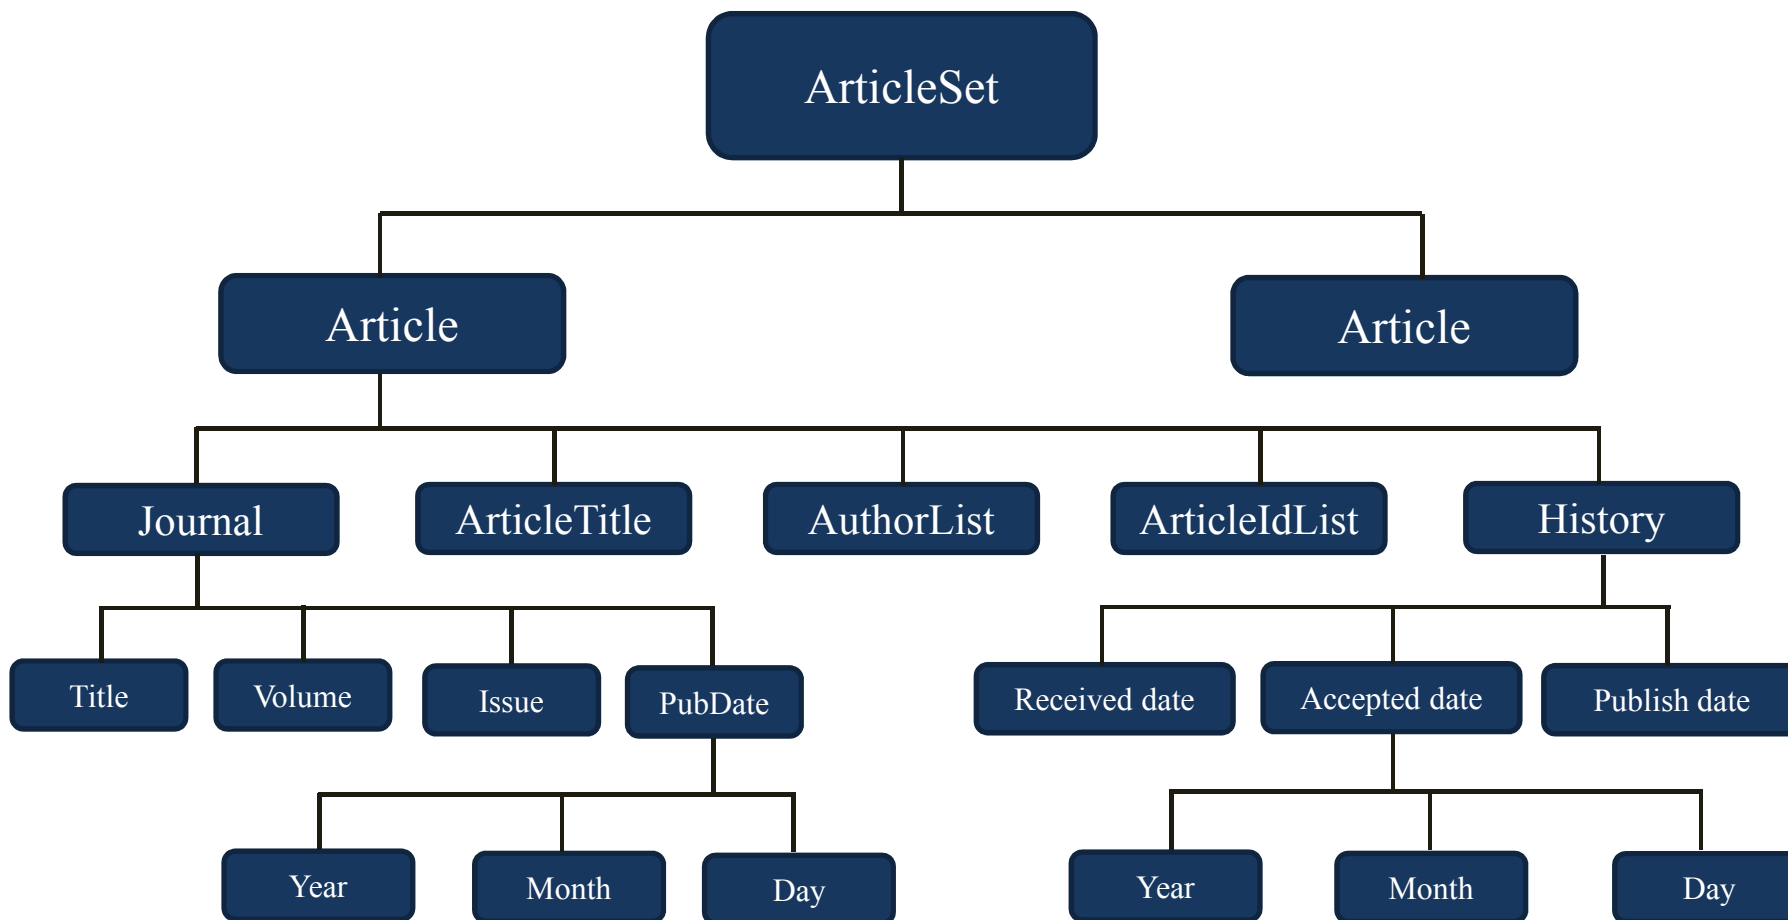 ArticleSet
Article
Article
Journal
ArticleTitle
AuthorList
ArticleIdList
History
Title
Volume
Issue
PubDate
Received date
Accepted date
Publish date
Year
Month
Day
Year
Month
Day